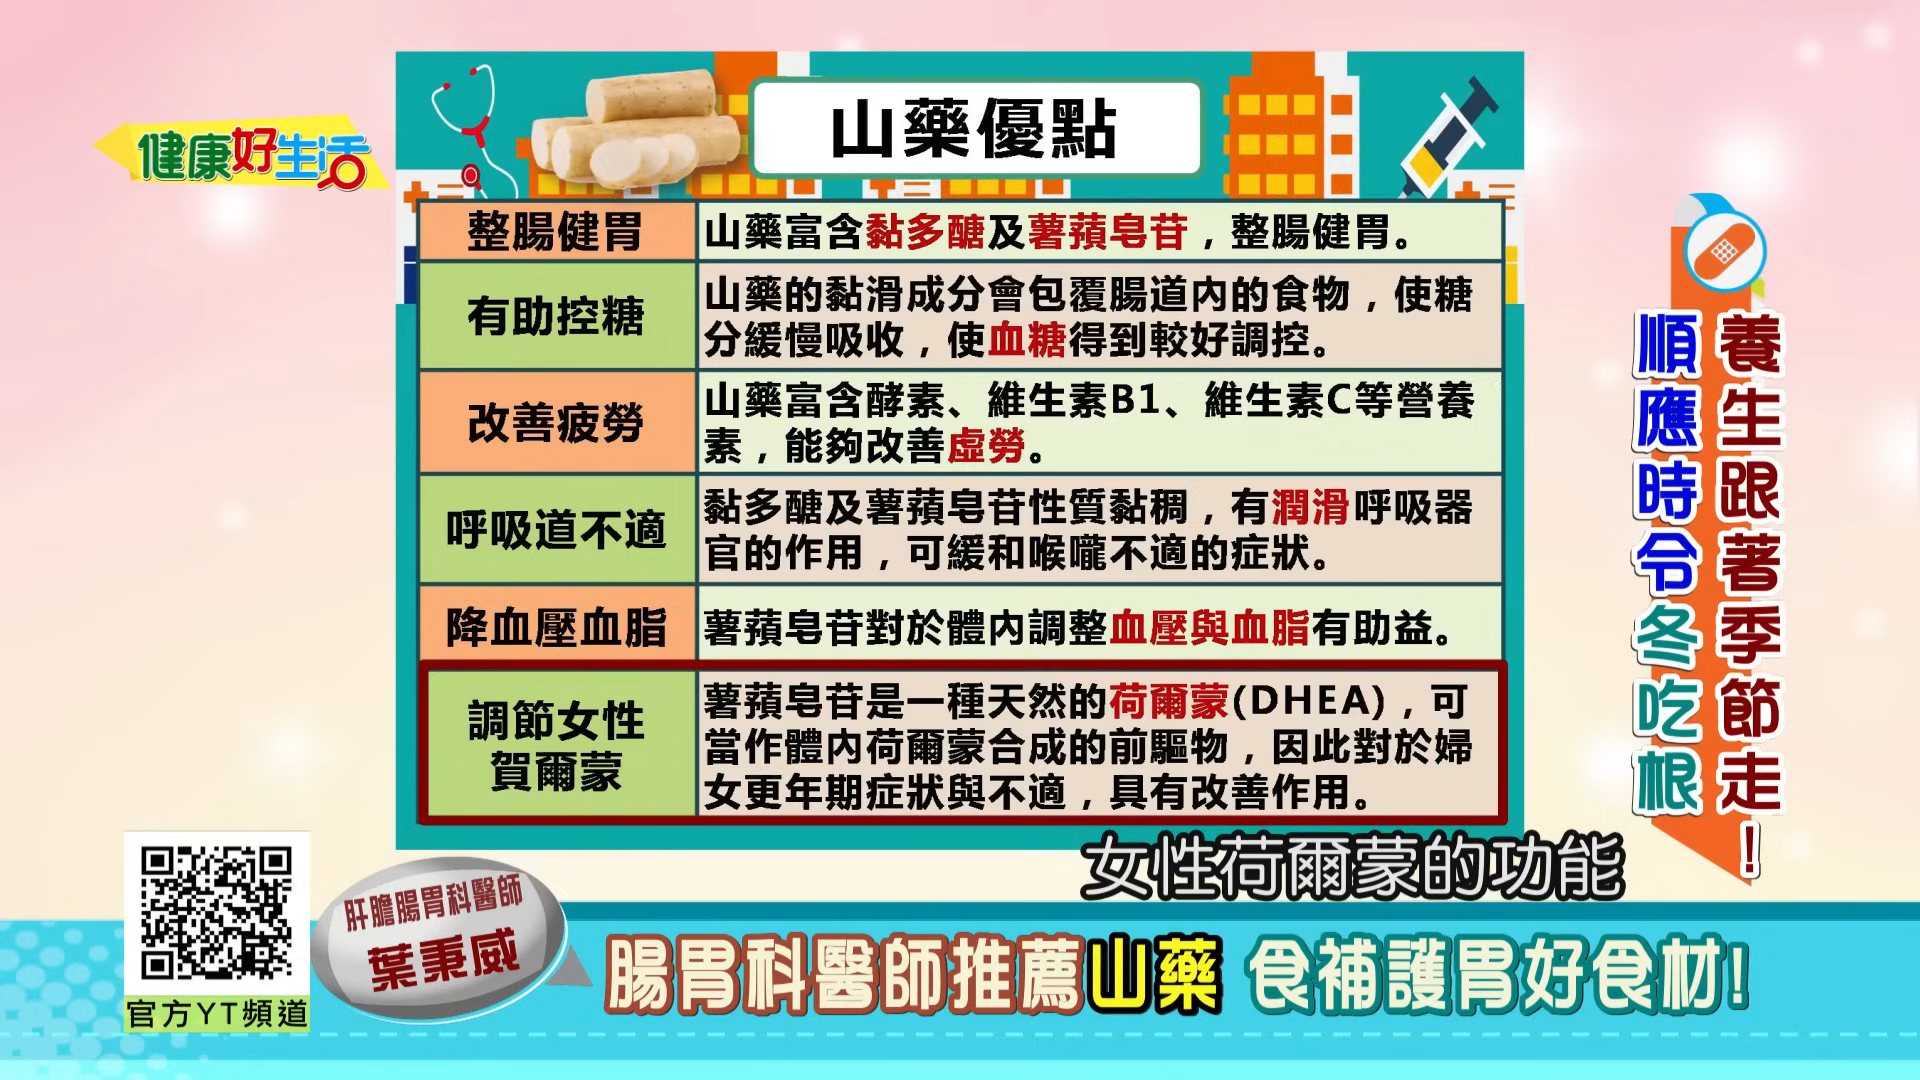 健康好生活
山藥優點
整腸健胃
山藥富含黏多醣及薯蕷皂苷，整腸健胃。
有助控糖
山藥的黏滑成分會包覆腸道內的食物，使糖
分緩慢吸收，使血糖得到較好調控。
改善疲勞
山藥富含酵素、維生素B1、維生素C等營養
素，能夠改善虛勞。
呼吸道不適
黏多醣及薯蕷皂苷性質黏稠，有潤滑呼吸器
官的作用，可緩和喉嚨不適的症狀。
降血壓血脂
薯蕷皂苷對於體內調整血壓與血脂有助益。
調節女性
賀爾蒙
薯蕷皂苷是一種天然的荷爾蒙(DHEA)，可
當作體內荷爾蒙合成的前驅物，因此對於婦
女更年期症狀與不適，具有改善作用。
養生跟著季節走!
順應時令冬吃根
女性荷爾蒙的功能
肝膽腸胃科醫師
葉秉威
腸胃科醫師推薦山藥 食補護胃好食材!
官方YT頻道